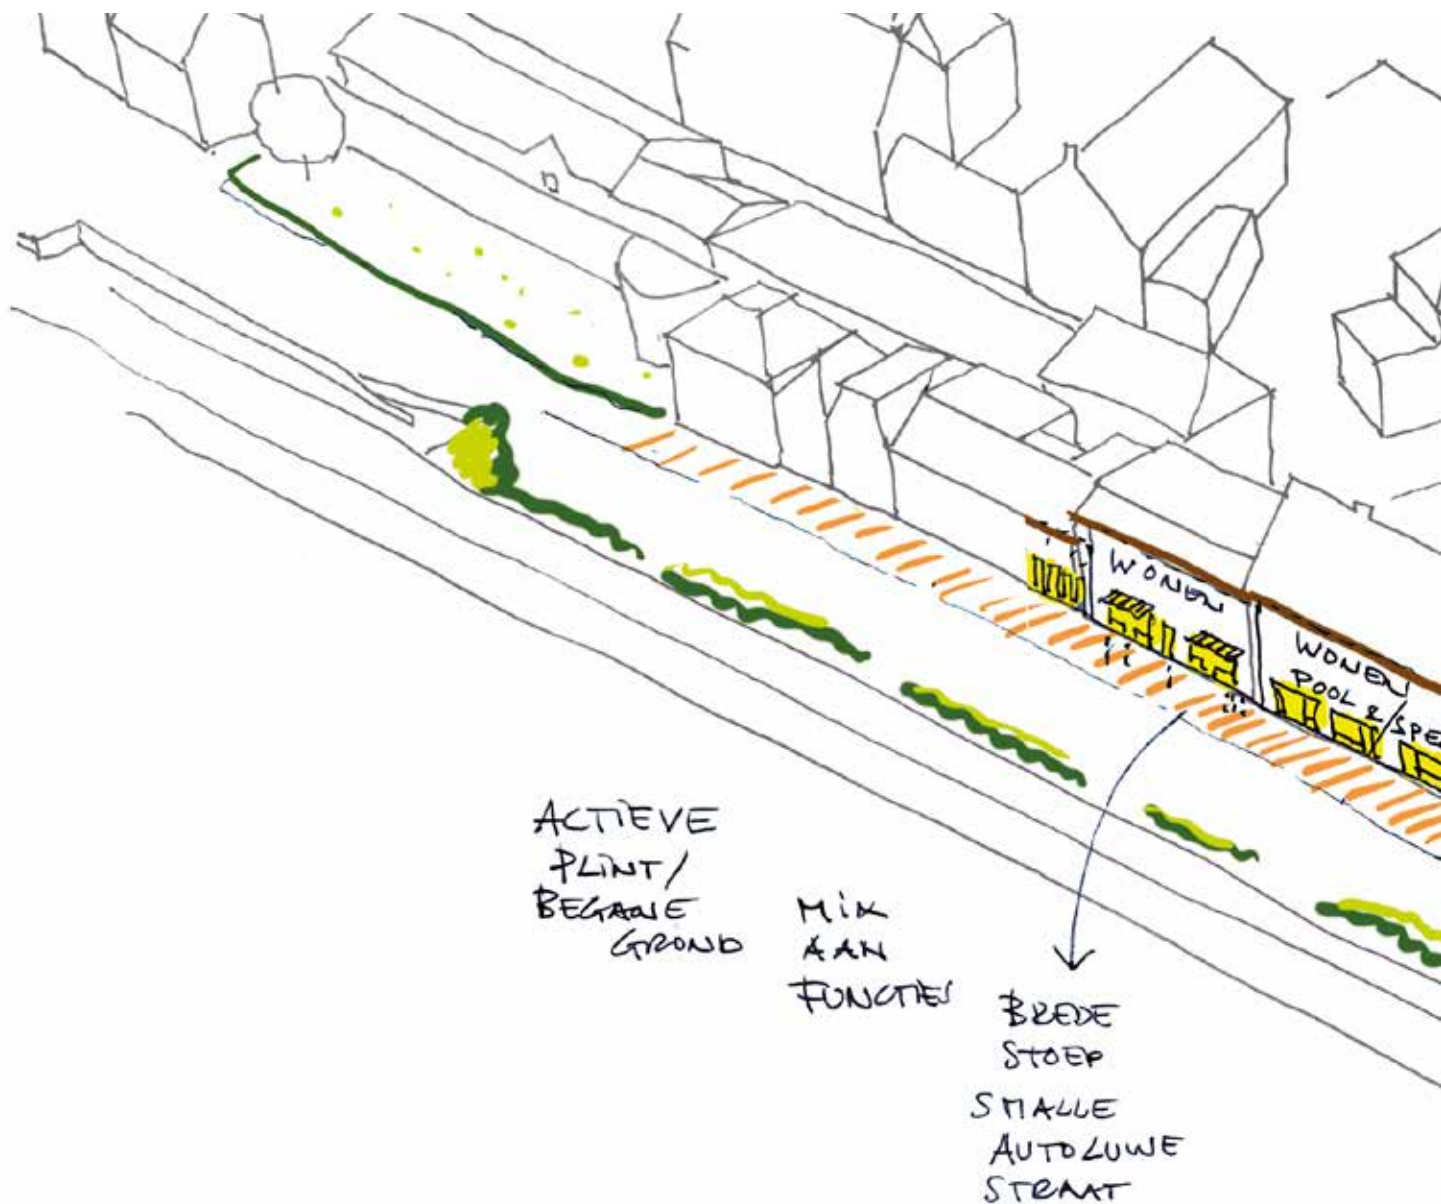 WONEN
WONEN/
POOL & SPE
ACTIEVE
PLINT/
BEGANE
GROND
MIX
AAN
FUNCTIES
BREDE
STOEP
SMALLE
AUTOLUWE
STRAAT